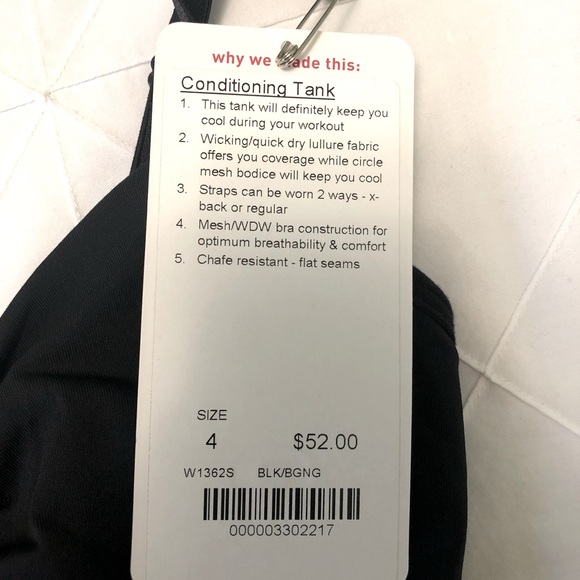 why we made this:
Conditioning Tank
1. This tank will definitely keep you
cool during your workout
2. Wicking/quick dry lullure fabric
offers you coverage while circle
mesh bodice will keep you cool
3. Straps can be worn 2 ways - x-
back or regular
4. Mesh/WDW bra construction for
optimum breathability & comfort
5. Chafe resistant - flat seams
SIZE
4 $52.00
W1362S BLK/BGNG
000003302217